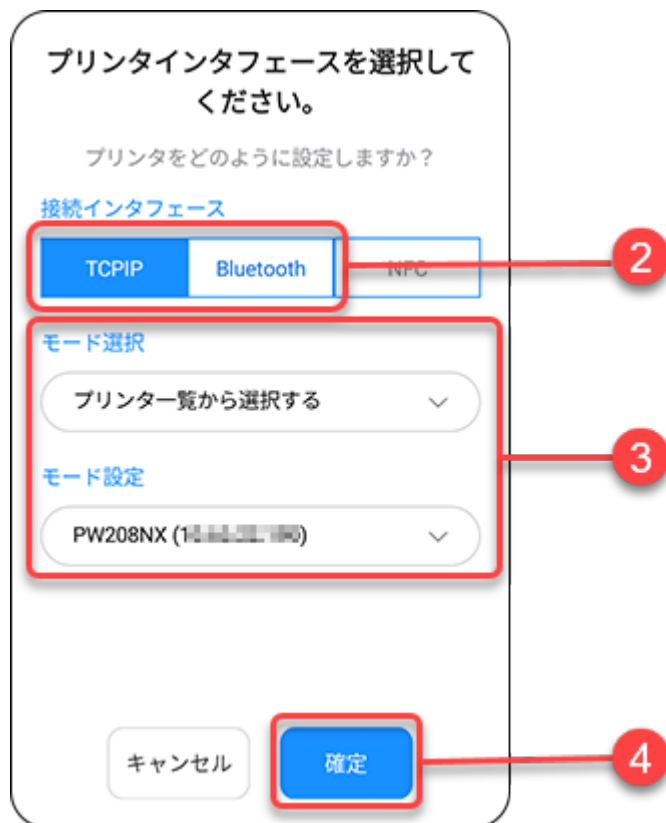 プリンタインタフェースを選択して
ください。
プリンタをどのように設定しますか？
接続インタフェース
TCPIP Bluetooth NFC
2
モード選択
プリンター覧から選択する
3
モード設定
PW208NX (1
キャンセル 確定
4